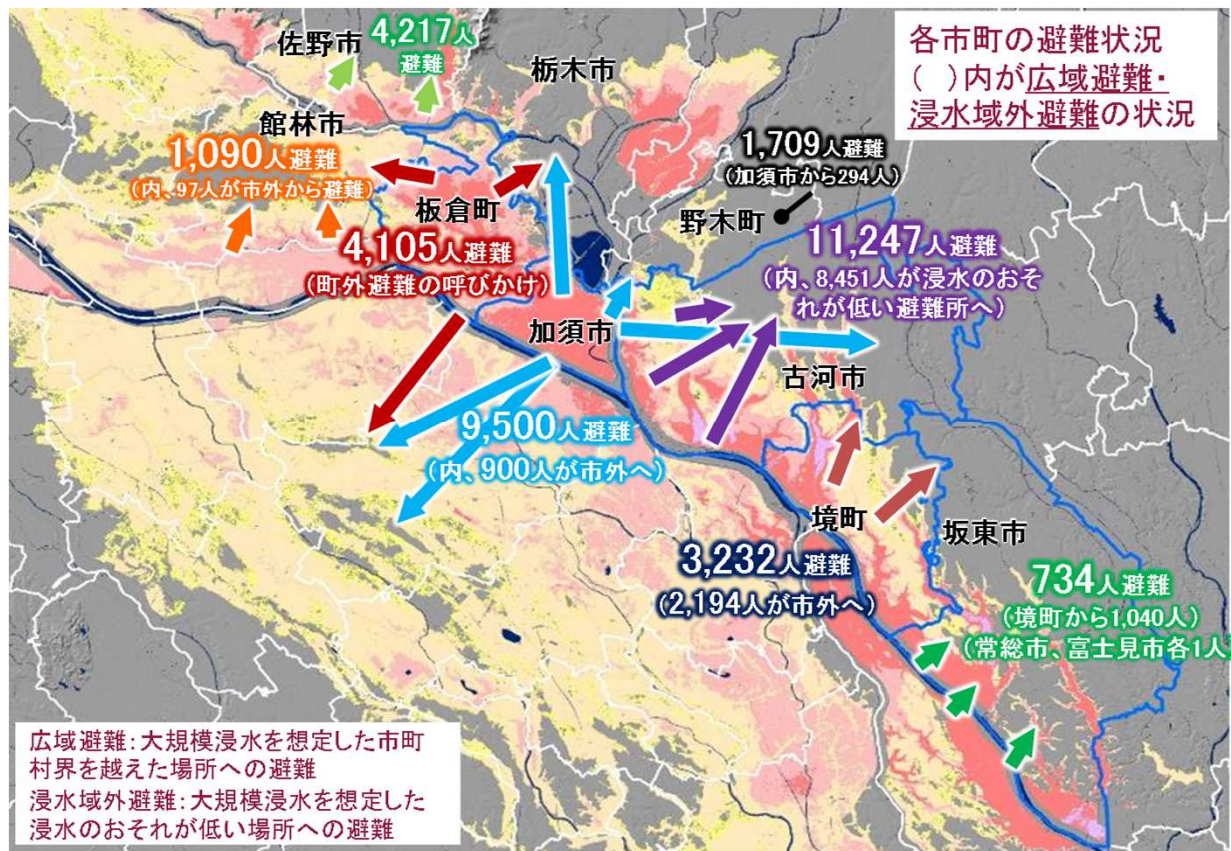 各市町の避難状況
( )内が広域避難・
浸水域外避難の状況
佐野市
4,217人
避難
栃木市
館林市
1,090人避難
(内、97人が市外から避難)
1,709人避難
(加須市から294人)
野木町
板倉町
4,105人避難
(町外避難の呼びかけ)
11,247人避難
(内、8,451人が浸水のおそ
れが低い避難所へ)
加須市
古河市
9,500人避難
(内、900人が市外へ)
境町
坂東市
3,232人避難
(2,194人が市外へ)
734人避難
(境町から1,040人)
(常総市、富士見市各1人)
広域避難:大規模浸水を想定した市町
村界を越えた場所への避難
浸水域外避難:大規模浸水を想定した
浸水のおそれが低い場所への避難